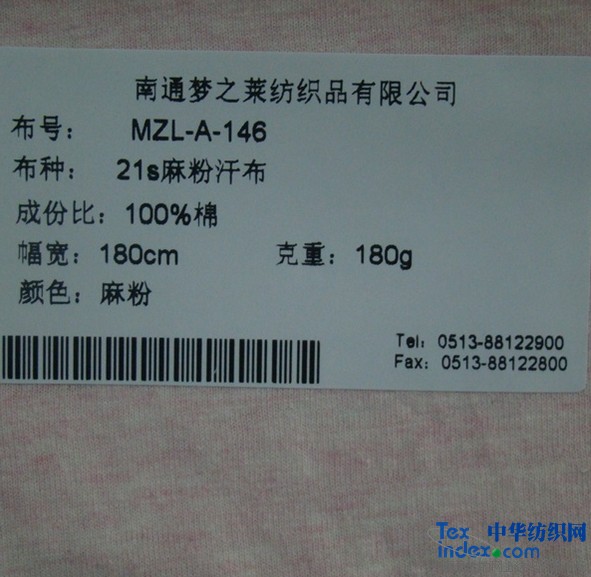 南通梦之莱纺织品有限公司
布号： MZL-A-146
布种： 21s麻粉汗布
成份比：100%棉
幅宽：180cm 克重：180g
颜色：麻粉
Tel: 0513-88122900
Fax: 0513-88122800
Tex 中华纺织网
index.com